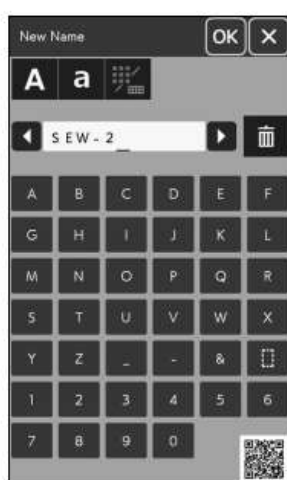 New Name OK X
A a
SEW-2_
A B C D E F
G H I J K L
M N O P Q R
S T U V W X
Y Z _ - &
1 2 3 4 5 6
7 8 9 0